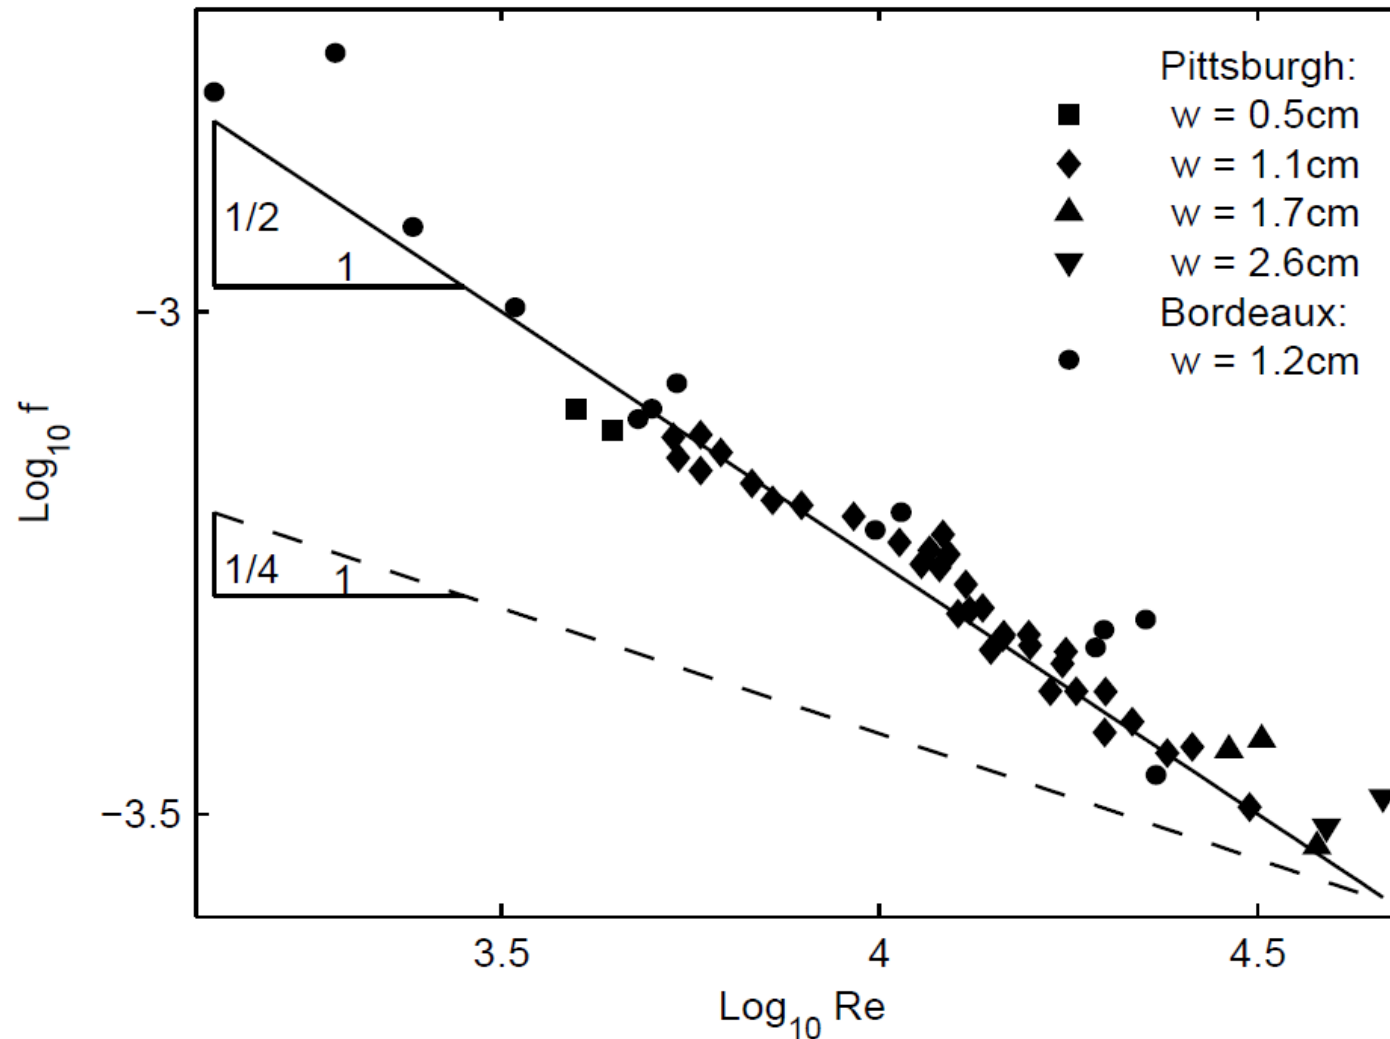 Pittsburgh:
w = 0.5cm
w = 1.1cm
w = 1.7cm
w = 2.6cm
Bordeaux:
w = 1.2cm
1/2
1
−3
Log10 f
1/4
1
−3.5
3.5
4
4.5
Log10 Re